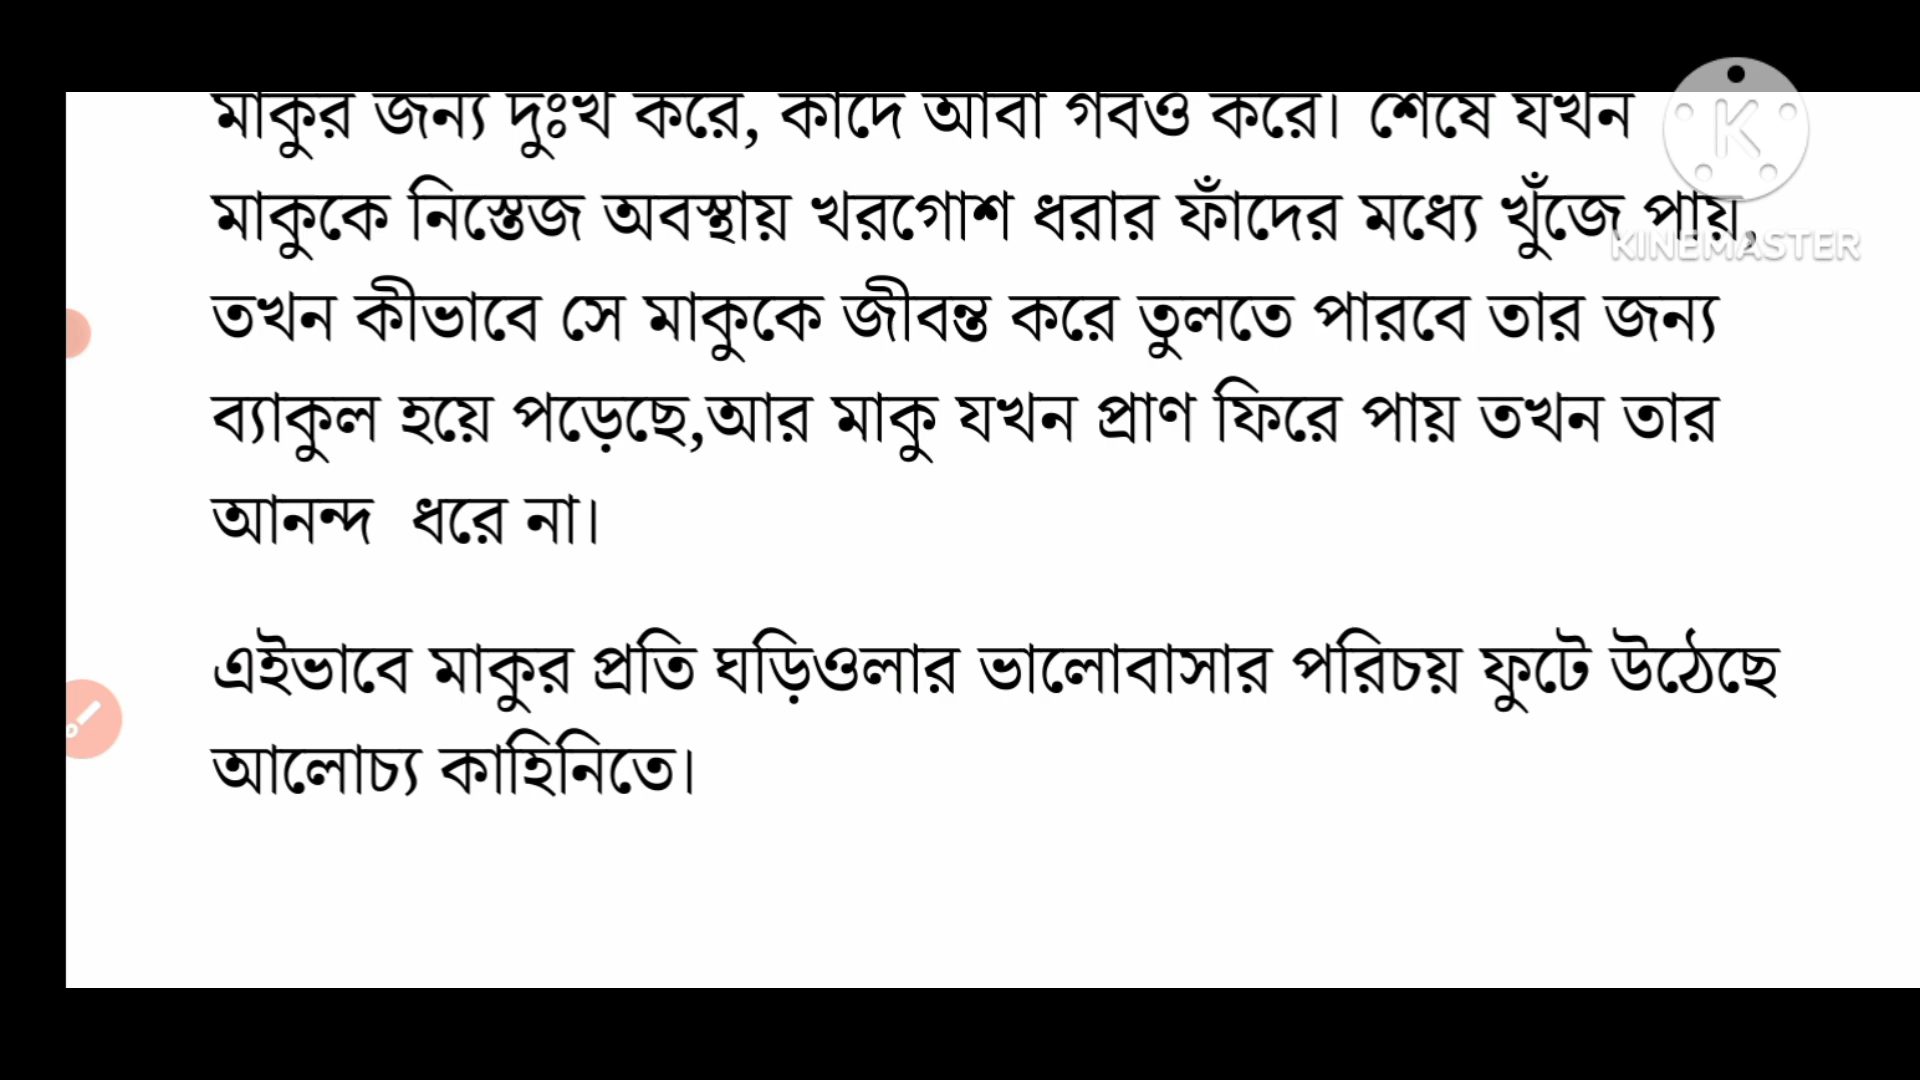 মাকুর জন্য দুঃখ করে, কাঁদে আবা গর্বও করে। শেষে যখন
মাকুকে নিস্তেজ অবস্থায় খরগোশ ধরার ফাঁদের মধ্যে খুঁজে পায়,
তখন কীভাবে সে মাকুকে জীবন্ত করে তুলতে পারবে তার জন্য
ব্যাকুল হয়ে পড়েছে,আর মাকু যখন প্রাণ ফিরে পায় তখন তার
আনন্দ ধরে না।
এইভাবে মাকুর প্রতি ঘড়িওলার ভালোবাসার পরিচয় ফুটে উঠেছে
আলোচ্য কাহিনিতে।
K
KINEMASTER